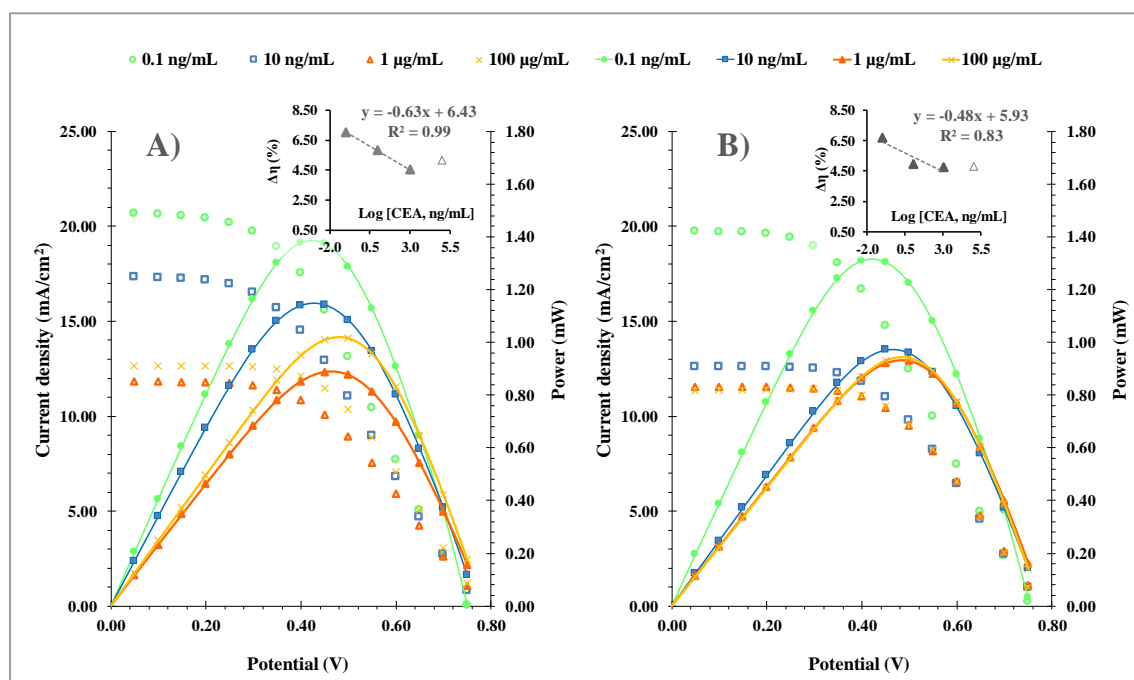 0.1 ng/mL 10 ng/mL 1 µg/mL 100 µg/mL 0.1 ng/mL 10 ng/mL 1 µg/mL 100 µg/mL
A)
25.00
20.00
15.00
10.00
5.00
0.00
Current density (mA/cm²)
0.00 0.20 0.40 0.60 0.80
Potential (V)
1.80
1.60
1.40
1.20
1.00
0.80
0.60
0.40
0.20
0.00
Power (mW)
8.50
6.50
4.50
2.50
0.50
Δη (%)
y = -0.63x + 6.43
R² = 0.99
Log [CEA, ng/mL]
-2.0 0.5 3.0 5.5
B)
25.00
20.00
15.00
10.00
5.00
0.00
Current density (mA/cm²)
0.00 0.20 0.40 0.60 0.80
Potential (V)
1.80
1.60
1.40
1.20
1.00
0.80
0.60
0.40
0.20
0.00
Power (mW)
8.50
6.50
4.50
2.50
0.50
Δη (%)
y = -0.48x + 5.93
R² = 0.83
Log [CEA, ng/mL]
-2.0 0.5 3.0 5.5